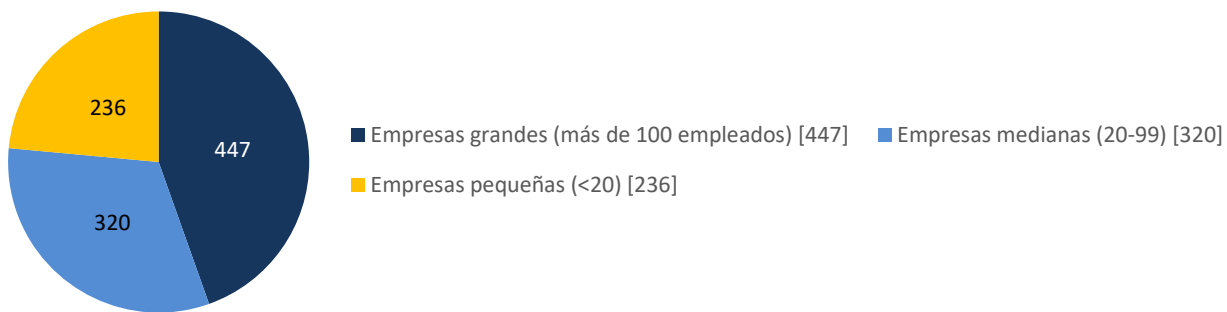 236
447
320
Empresas grandes (más de 100 empleados) [447]
Empresas medianas (20-99) [320]
Empresas pequeñas (<20) [236]